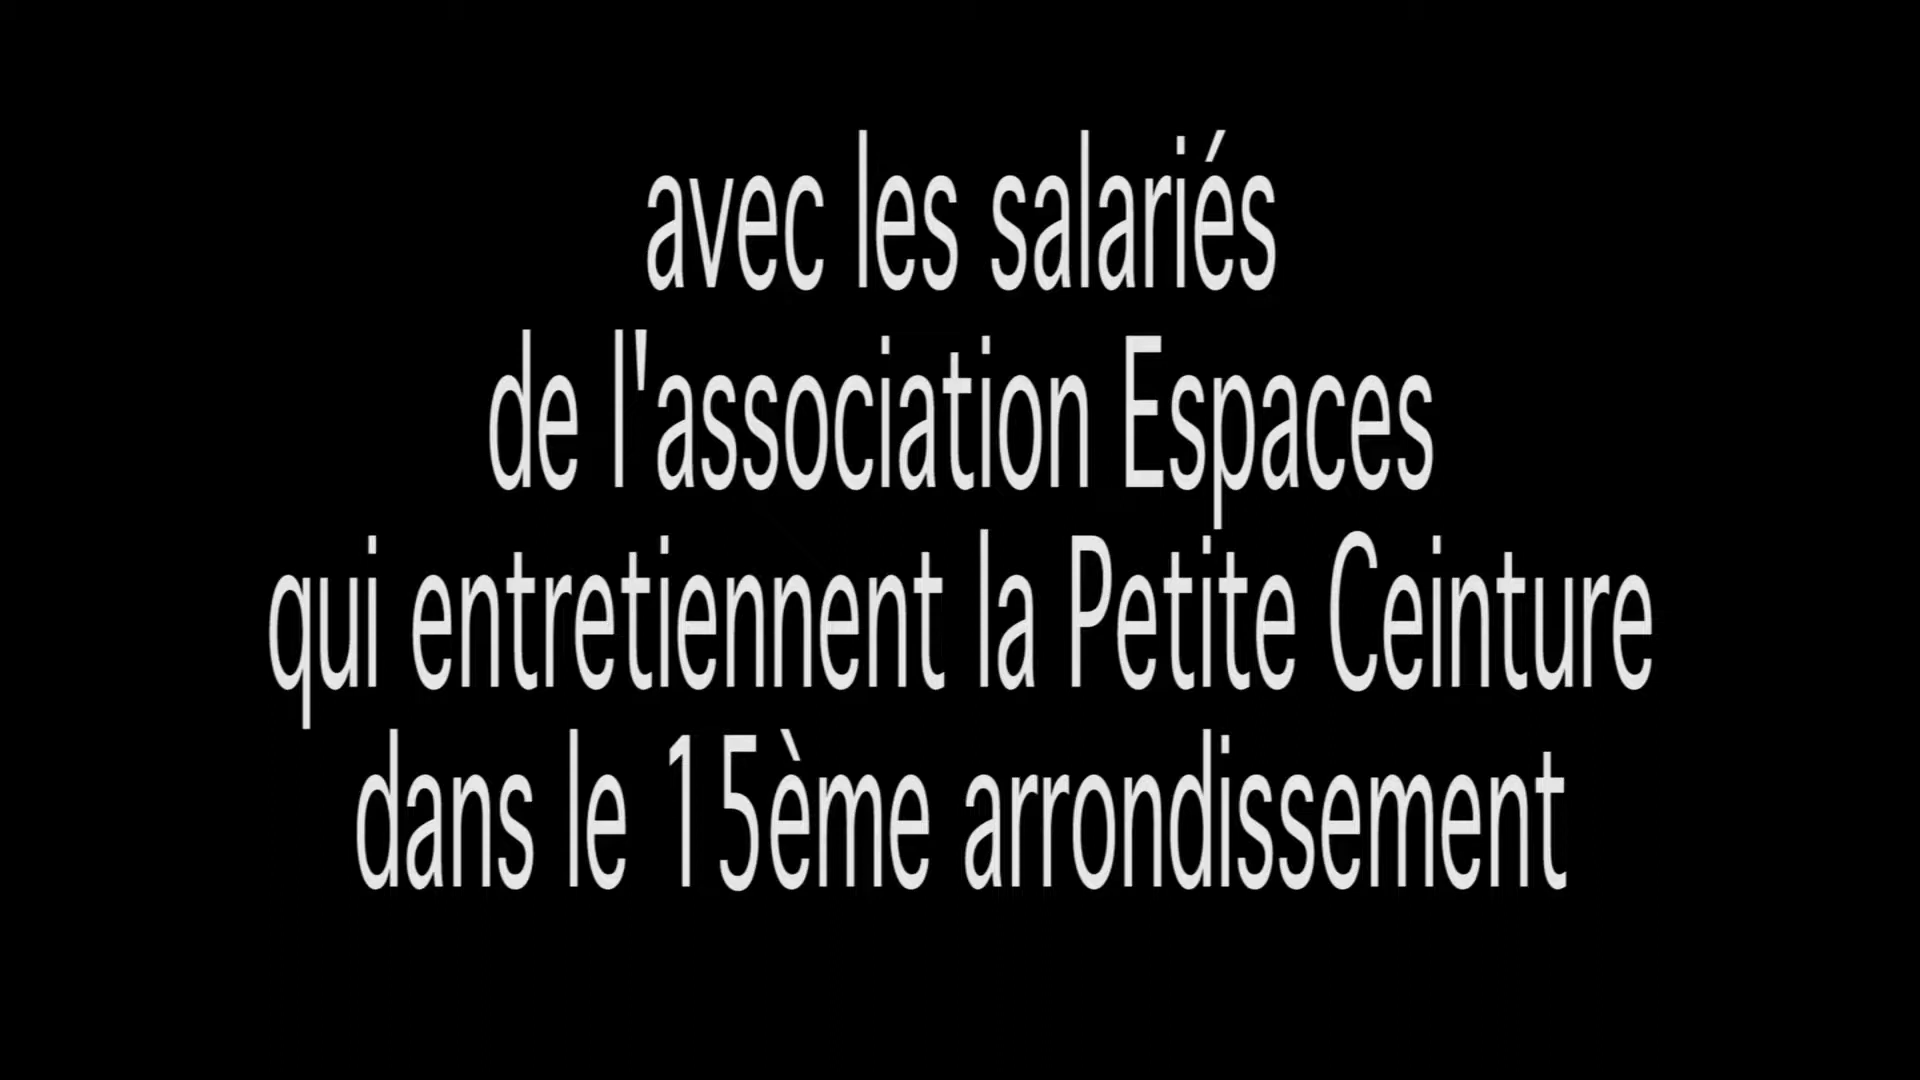 avec les salariés
de l'association Espaces
qui entretiennent la Petite Ceinture
dans le 15ème arrondissement